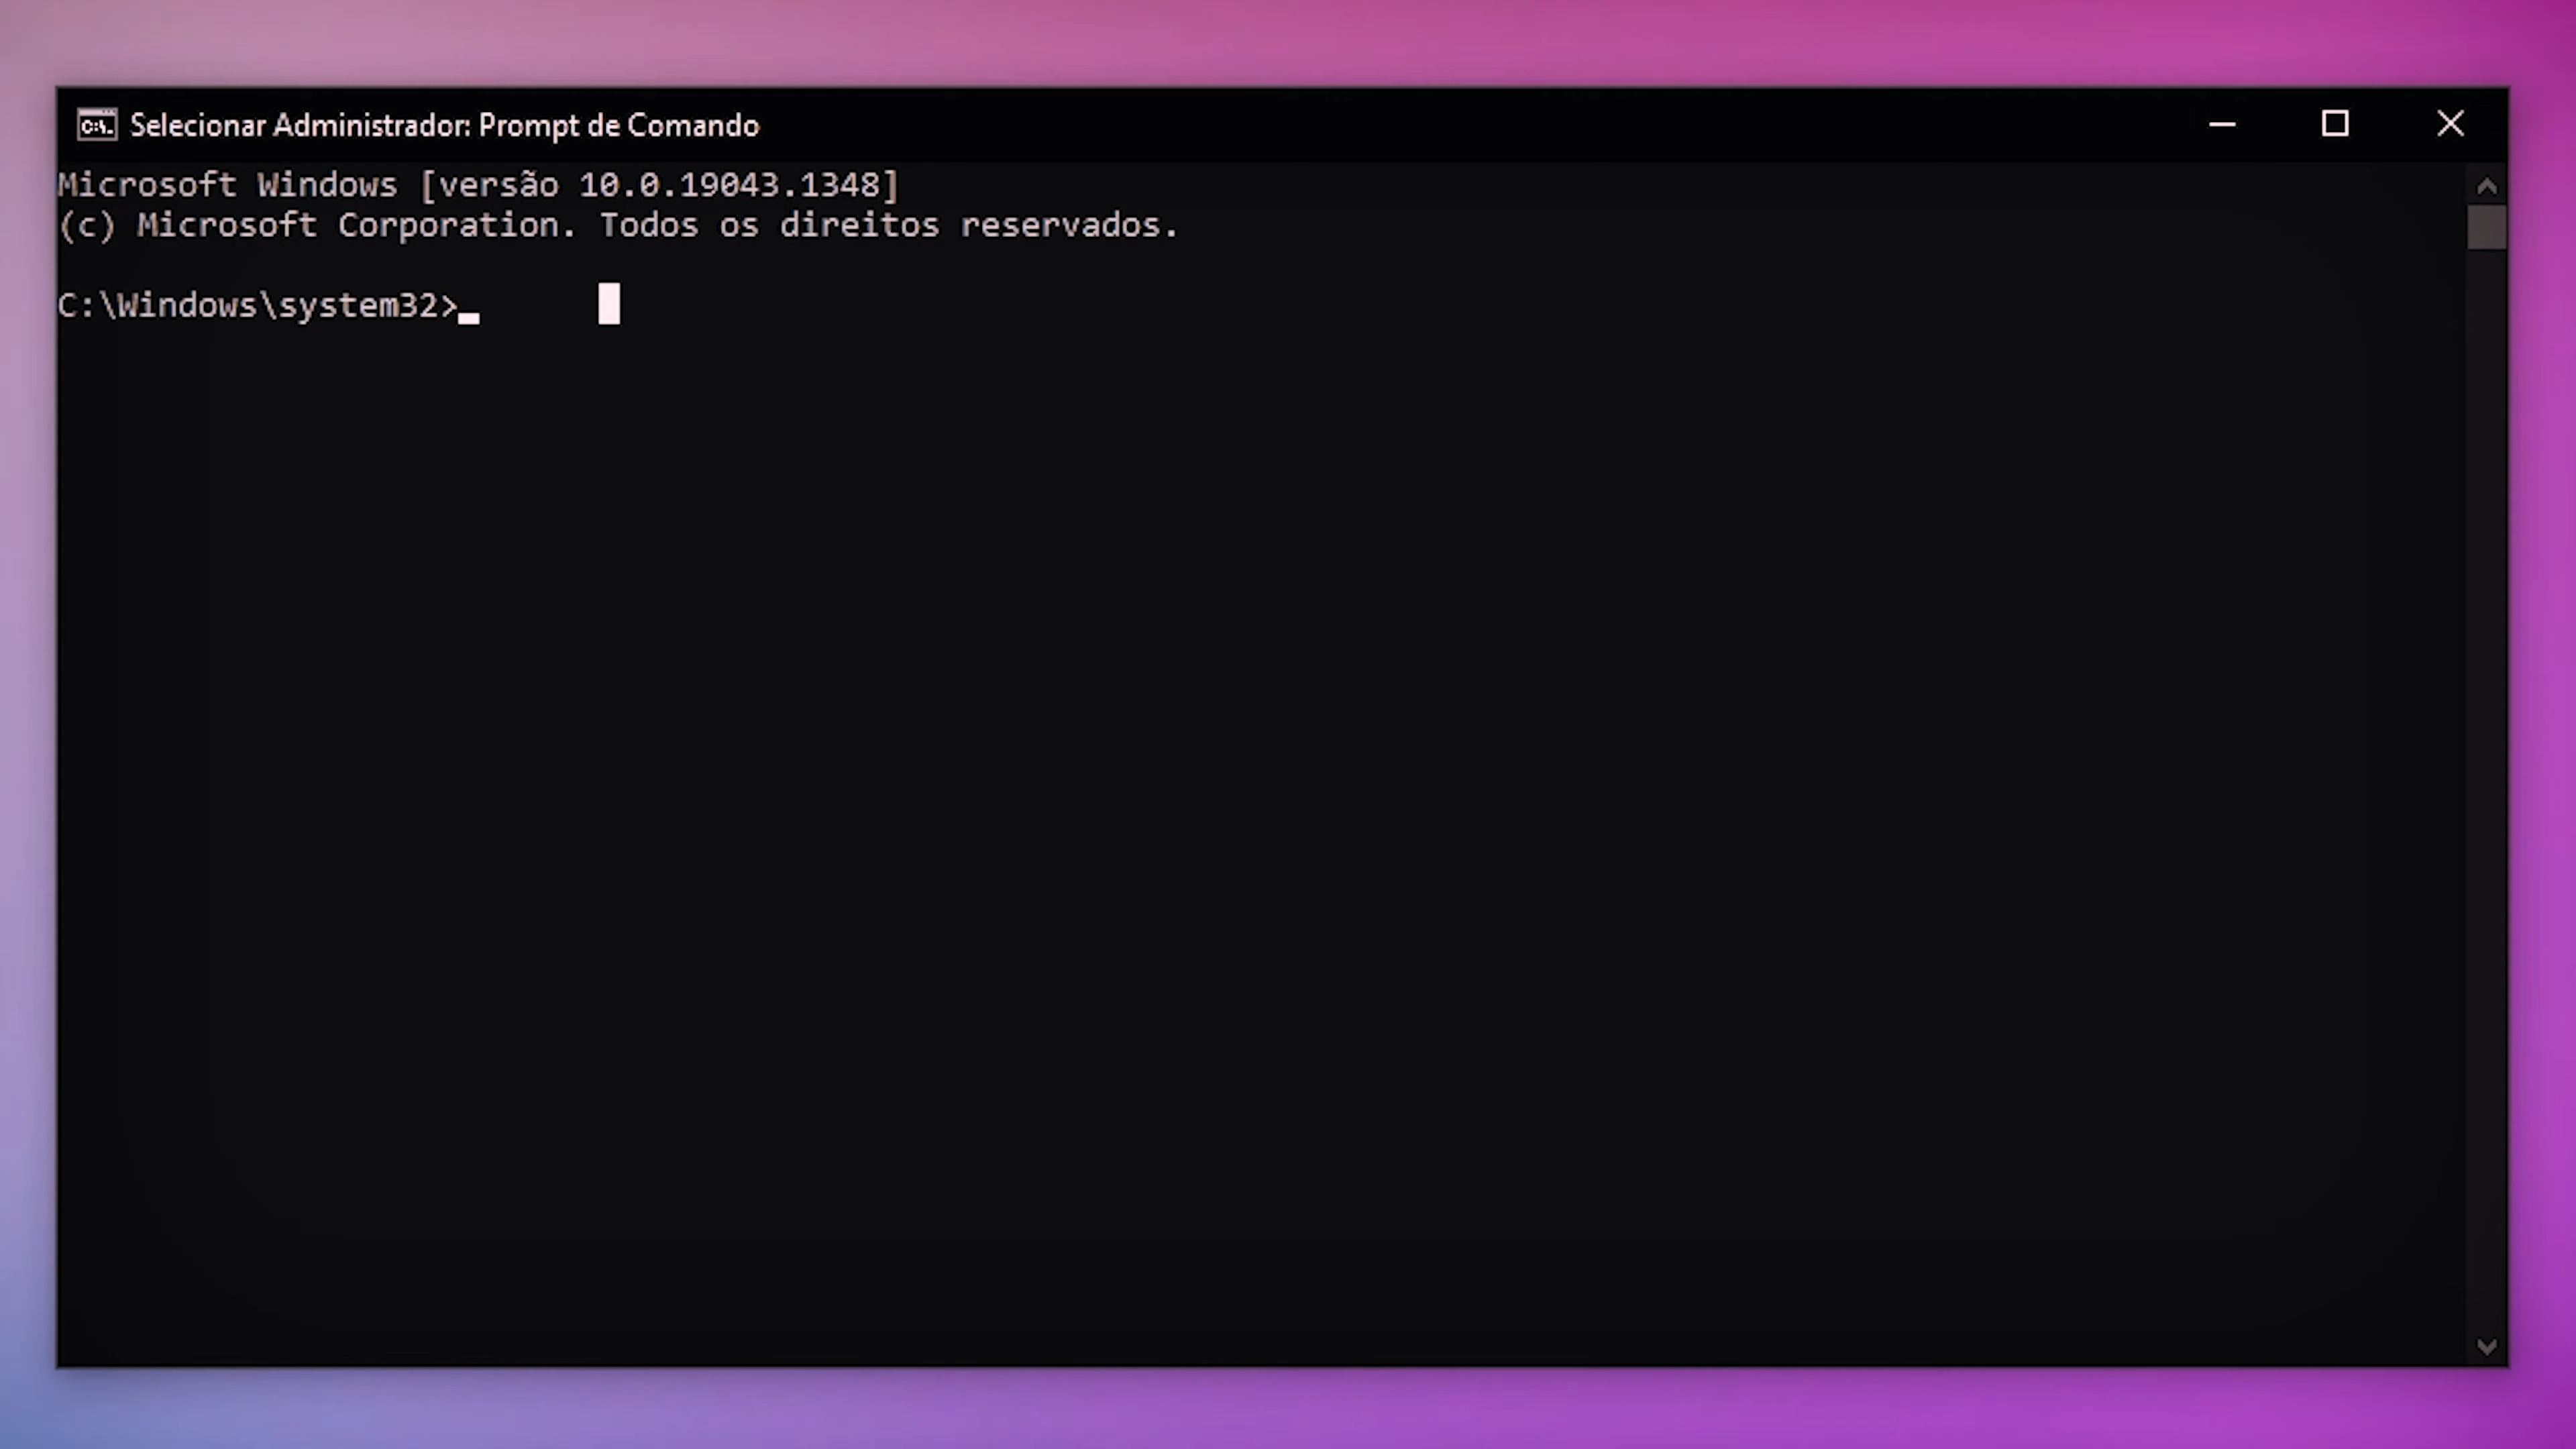 Selecionar Administrador: Prompt de Comando
Microsoft Windows [versão 10.0.19043.1348]
(c) Microsoft Corporation. Todos os direitos reservados.
C:\Windows\system32>